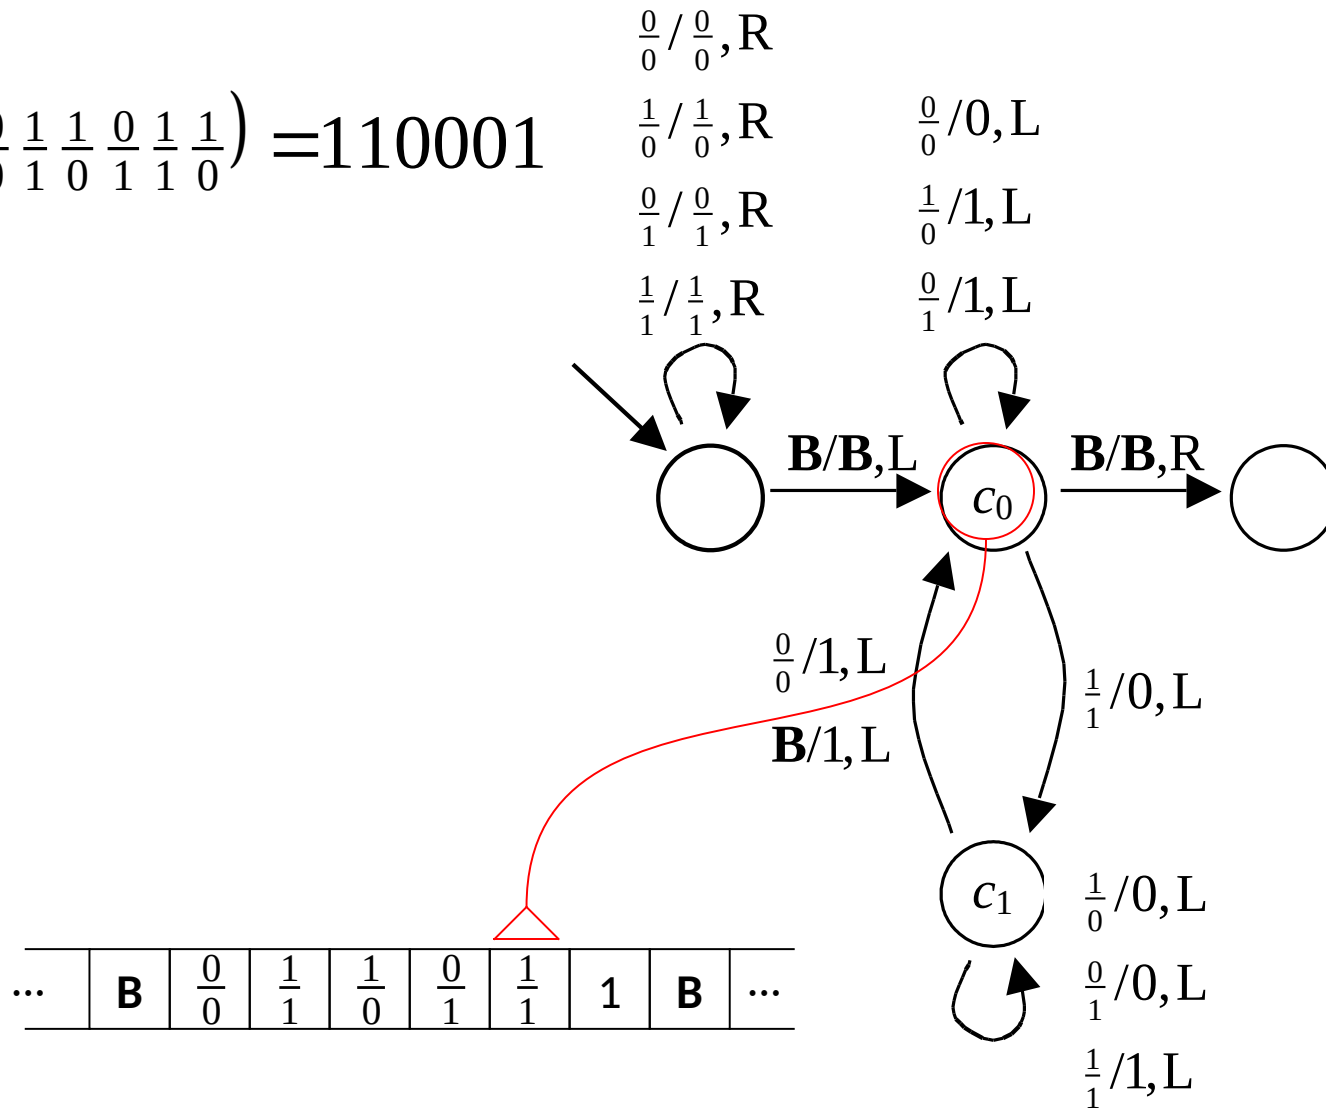 0/0 1/1 1/0 0/1 1/1 1/0) =110001
0/0 / 0/0, R
1/0 / 1/0, R
0/1 / 0/1, R
1/1 / 1/1, R
0/0 /0, L
1/0 /1, L
0/1 /1, L
B/B, L
c₀
B/B, R
0/0 /1, L
B/1, L
1/1 /0, L
c₁
1/0 /0, L
0/1 /0, L
1/1 /1, L
... B 0/0 1/1 1/0 0/1 1/1 1 B ...